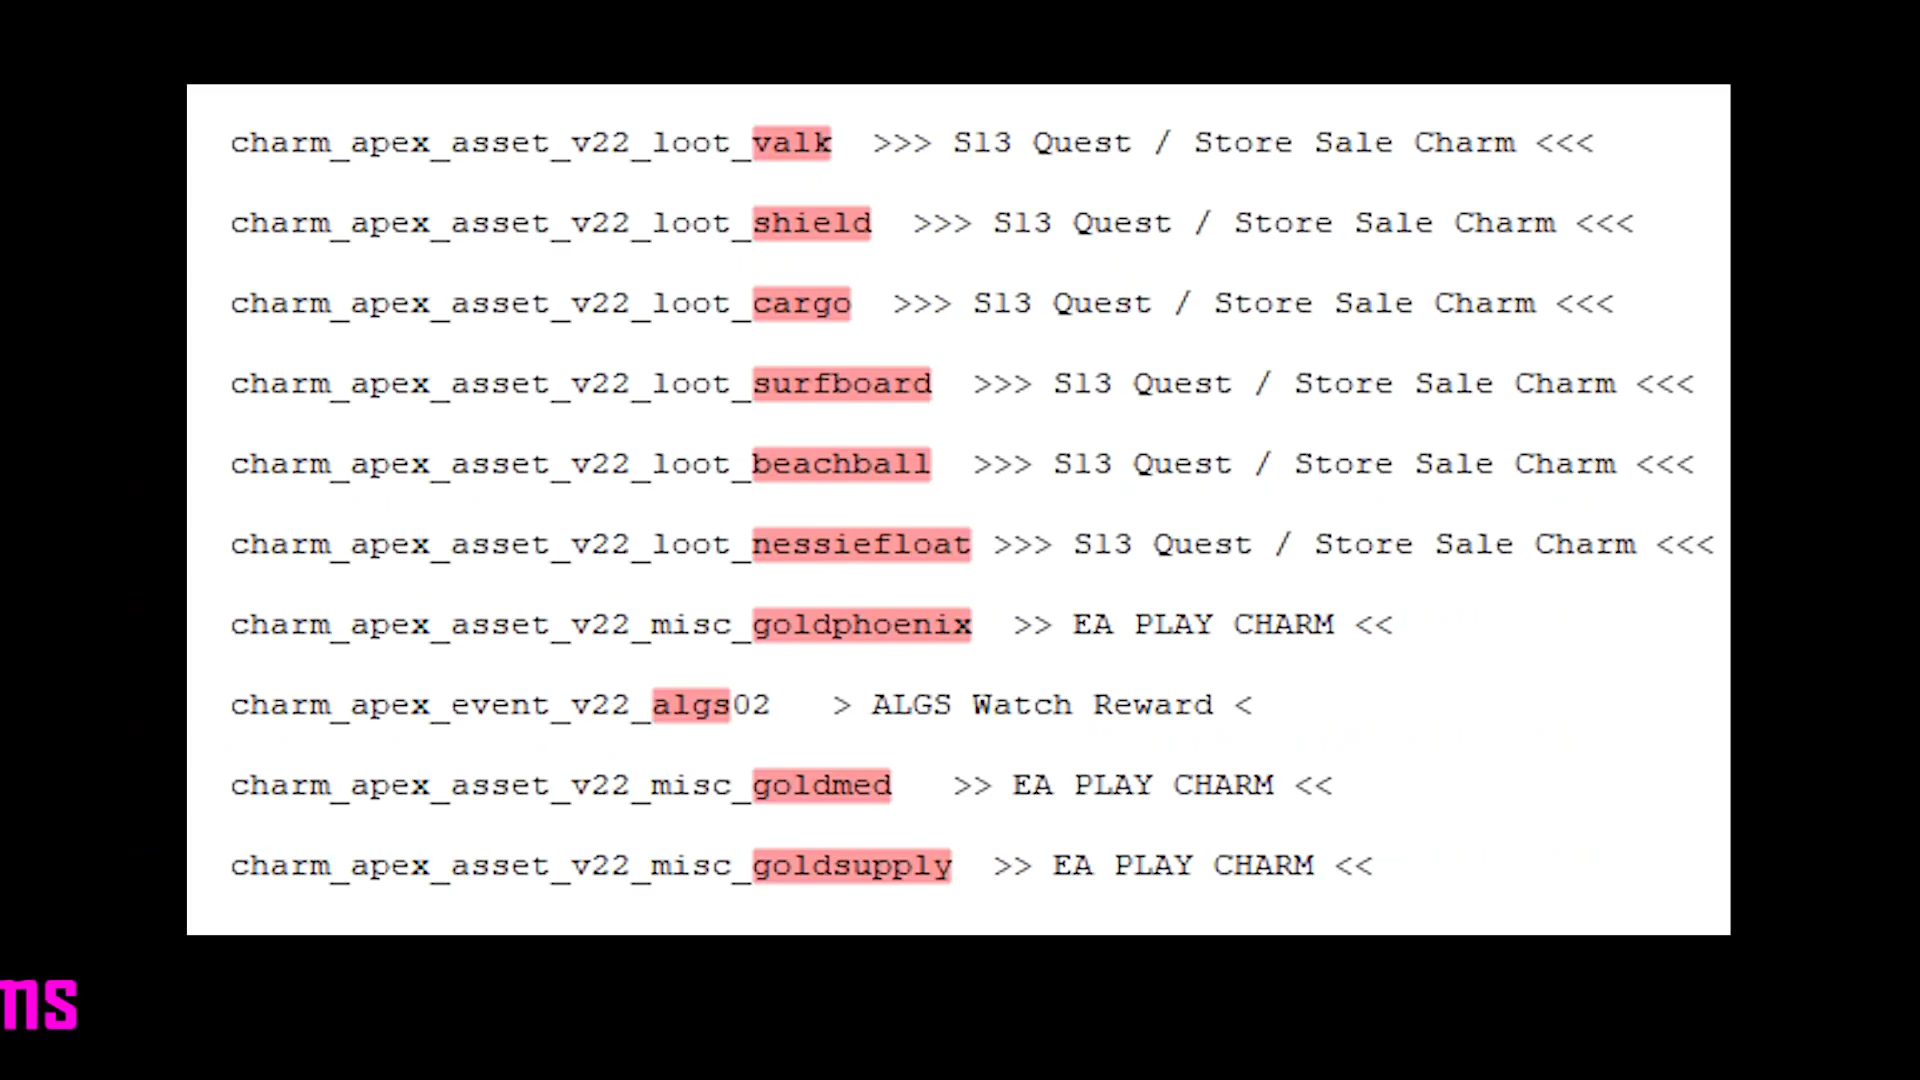 charm_apex_asset_v22_loot_valk >>> S13 Quest / Store Sale Charm <<<
charm_apex_asset_v22_loot_shield >>> S13 Quest / Store Sale Charm <<<
charm_apex_asset_v22_loot_cargo >>> S13 Quest / Store Sale Charm <<<
charm_apex_asset_v22_loot_surfboard >>> S13 Quest / Store Sale Charm <<<
charm_apex_asset_v22_loot_beachball >>> S13 Quest / Store Sale Charm <<<
charm_apex_asset_v22_loot_nessiefloat >>> S13 Quest / Store Sale Charm <<<
charm_apex_asset_v22_misc_goldphoenix >> EA PLAY CHARM <<
charm_apex_event_v22_algs02 > ALGS Watch Reward <
charm_apex_asset_v22_misc_goldmed >> EA PLAY CHARM <<
charm_apex_asset_v22_misc_goldsupply >> EA PLAY CHARM <<